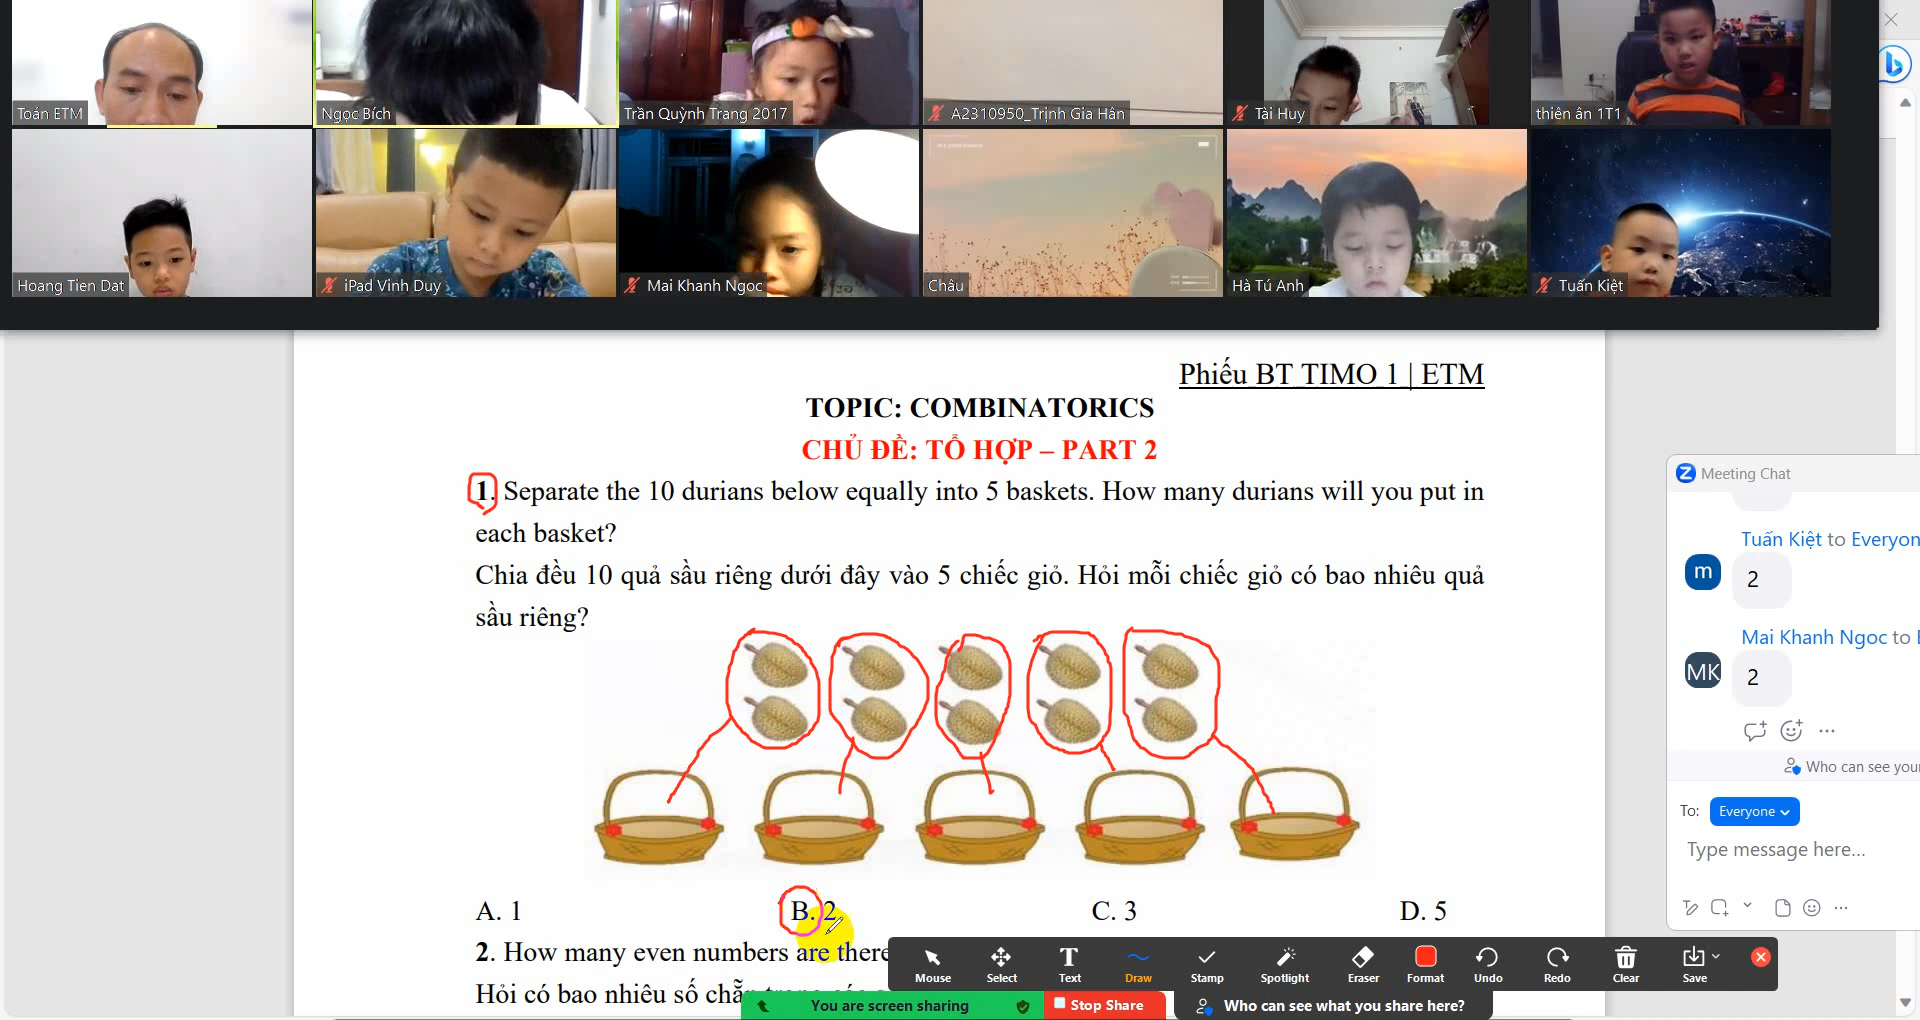 Toán ETM
Ngọc Bích
Trần Quỳnh Trang 2017
A2310950_Trịnh Gia Hân
Tài Huy
thiên ân 1T1
Hoang Tien Dat
iPad Vinh Duy
Mai Khanh Ngoc
Châu
Hà Tú Anh
Tuấn Kiệt
Phiếu BT TIMO 1 | ETM
TOPIC: COMBINATORICS
CHỦ ĐỀ: TỔ HỢP – PART 2
1. Separate the 10 durians below equally into 5 baskets. How many durians will you put in
each basket?
Chia đều 10 quả sầu riêng dưới đây vào 5 chiếc giỏ. Hỏi mỗi chiếc giỏ có bao nhiêu quả
sầu riêng?
A. 1 B. 2 C. 3 D. 5
2. How many even numbers are there
Hỏi có bao nhiêu số chẵn
Meeting Chat
Tuấn Kiệt to Everyon
m
2
Mai Khanh Ngoc to
MK
2
Who can see your
To: Everyone
Type message here...
Mouse Select Text Draw Stamp Spotlight Eraser Format Undo Redo Clear Save
You are screen sharing Stop Share Who can see what you share here?